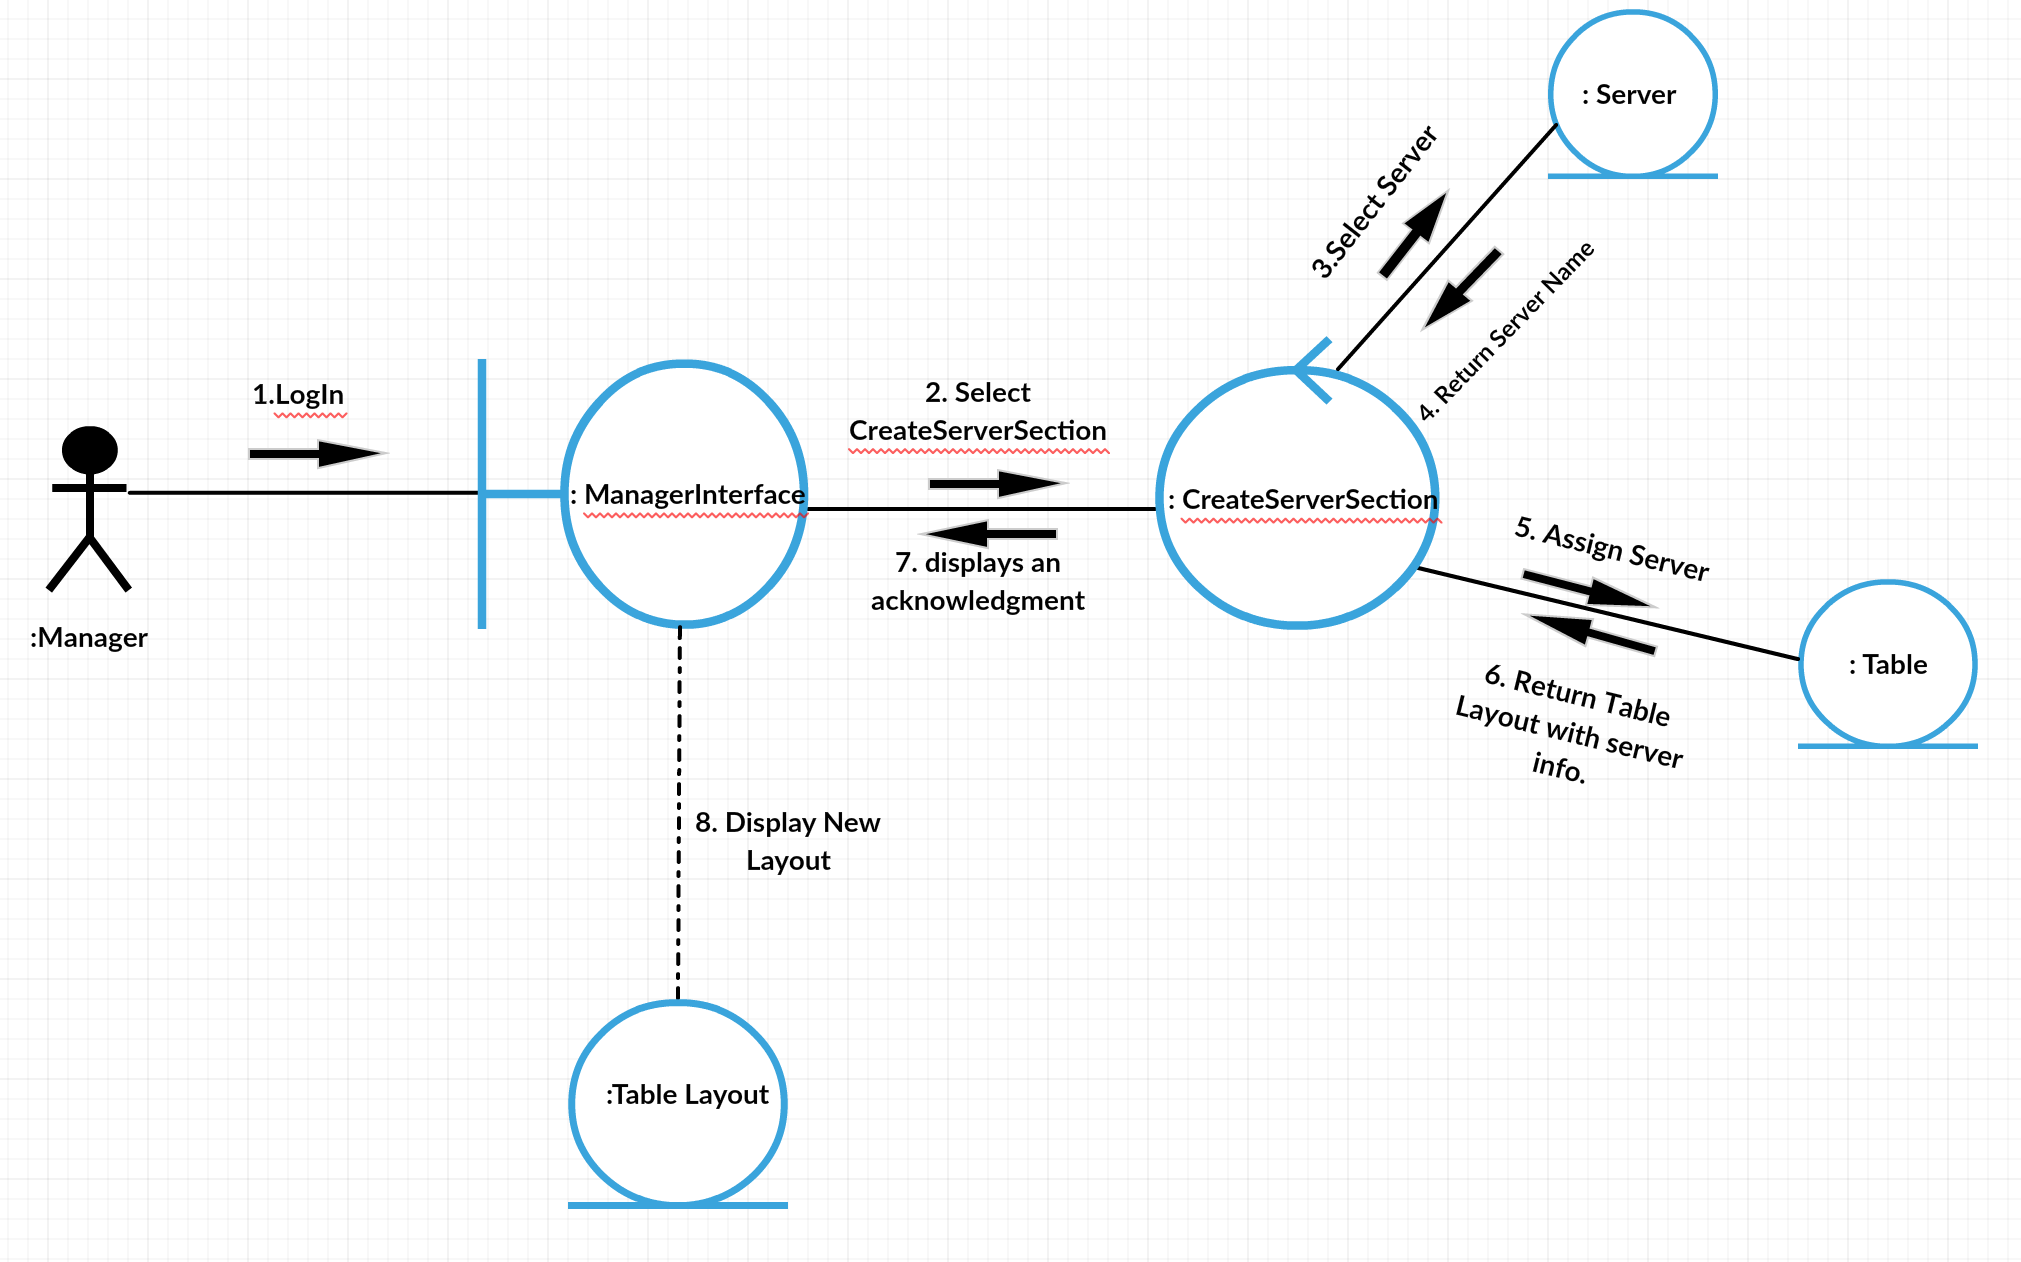 : Server
3.Select Server
4. Return Server Name
1.LogIn
2. Select
CreateServerSection
: ManagerInterface
: CreateServerSection
7. displays an
acknowledgment
:Manager
5. Assign Server
: Table
6. Return Table
Layout with server
info.
8. Display New
Layout
:Table Layout